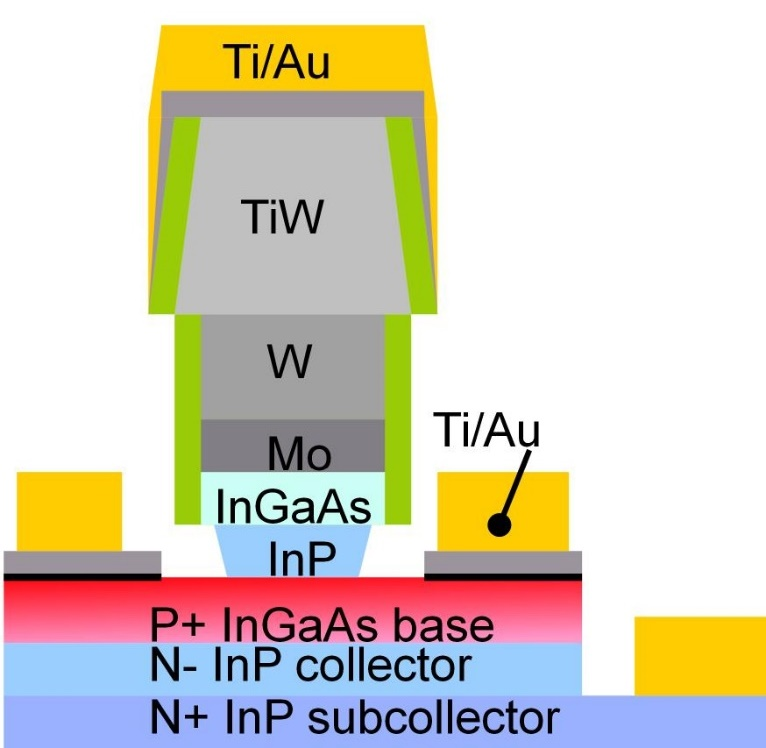 Ti/Au
TiW
W
Ti/Au
Mo
InGaAs
InP
P+ InGaAs base
N- InP collector
N+ InP subcollector